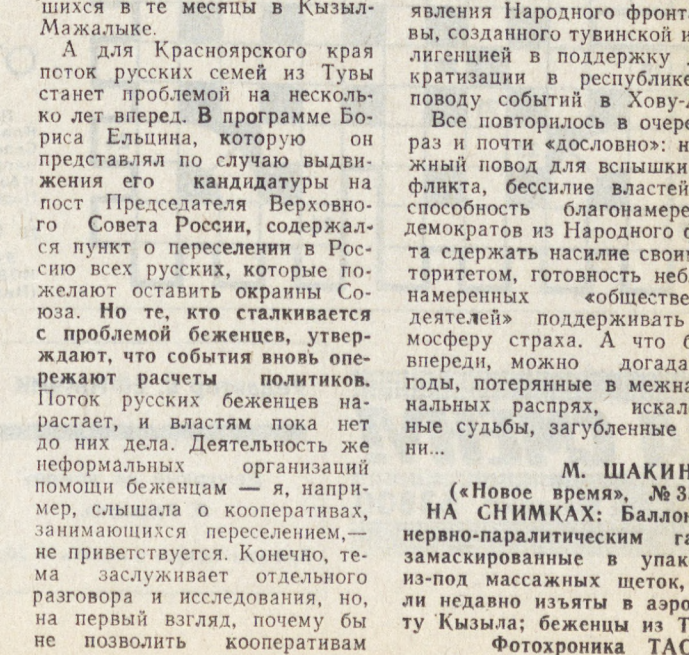 шихся в те месяцы в Кызыл-
Мажалыке.
А для Красноярского края
поток русских семей из Тувы
станет проблемой на несколь-
ко лет вперед. В программе Бо-
риса Ельцина, которую он
представлял по случаю выдви-
жения его кандидатуры на
пост Председателя Верховно-
го Совета России, содержал-
ся пункт о переселении в Рос-
сию всех русских, которые по-
желают оставить окраины Со-
юза. Но те, кто сталкивается
с проблемой беженцев, утвер-
ждают, что события вновь опе-
режают расчеты политиков.
Поток русских беженцев на-
растает, и властям пока нет
до них дела. Деятельность же
неформальных организаций
помощи беженцам — я, напри-
мер, слышала о кооперативах,
занимающихся переселением,—
не приветствуется. Конечно, те-
ма заслуживает отдельного
разговора и исследования, но,
на первый взгляд, почему бы
не позволить кооперативам
явления Народного фронт
вы, созданного тувинской и
лигенцией в поддержку
кратизации в республике
поводу событий в Хову-
Все повторилось в очере
раз и почти «дословно»: н
жный повод для вспышки
фликта, бессилие властей
способность благонамере
демократов из Народного
та сдержать насилие свои
торитетом, готовность неб
намеренных «обществе
деятелей» поддерживать
мосферу страха. А что б
впереди, можно догада
годы, потерянные в межна
нальных распрях, искал
ные судьбы, загубленные
ни...
М. ШАКИН
(«Новое время», № 3
НА СНИМКАХ: Баллон
нервно-паралитическим га
замаскированные в упак
из-под массажных щеток,
ли недавно изъяты в аэро
ту Кызыла; беженцы из Т
Фотохроника ТАС